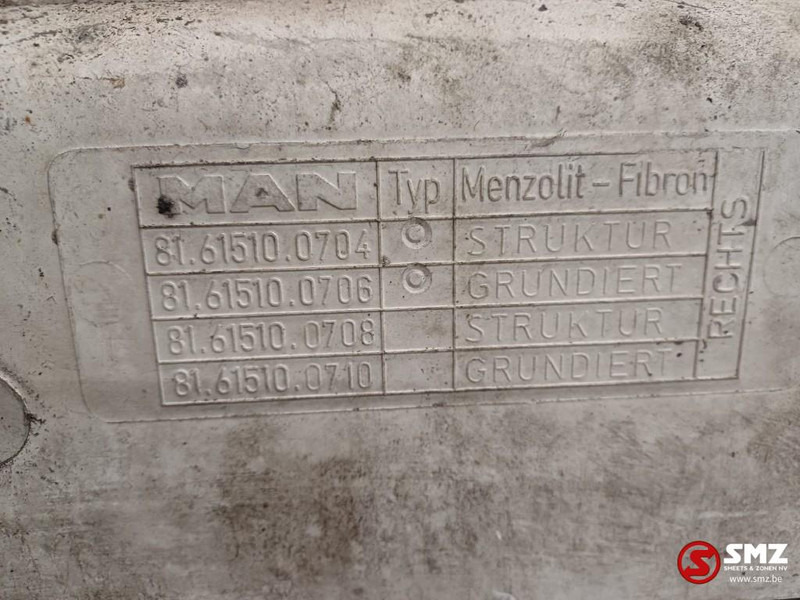 MAN Typ Menzolit-Fibron
81.61510.0704 STRUKTUR
81.61510.0706 GRUNDIERT
81.61510.0708 STRUKTUR
81.61510.0710 GRUNDIERT
RECHTS
SMZ
SMEETS & ZONEN NV
www.smz.be